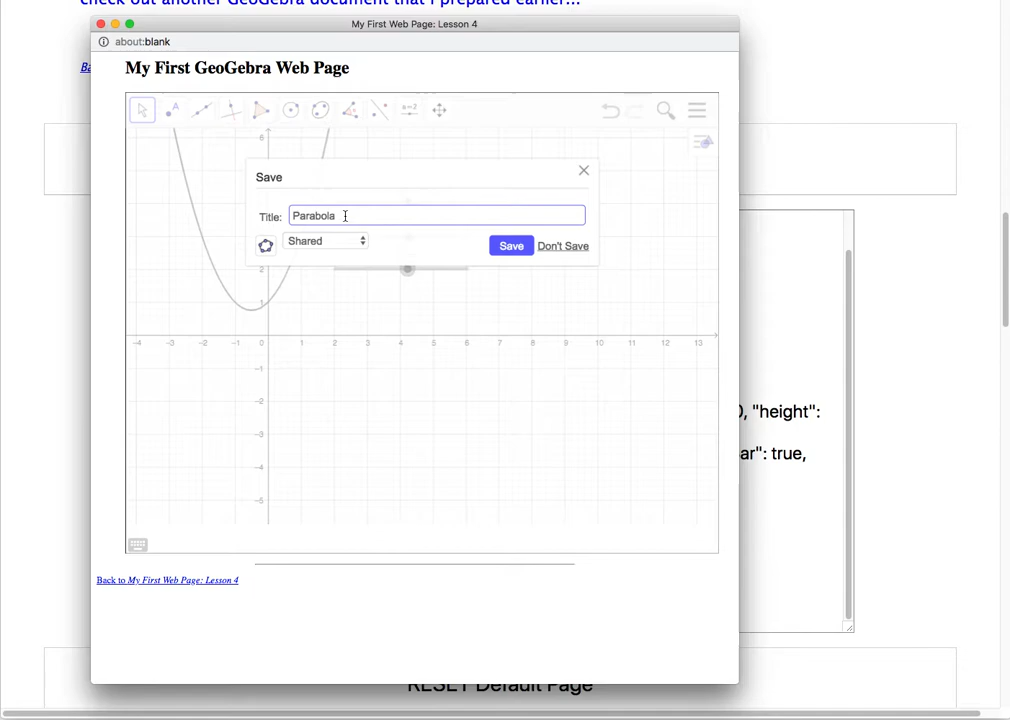 check out another GeoGebra document that I prepared earlier...
My First Web Page: Lesson 4
about:blank
Ba
My First GeoGebra Web Page
a=2
6
Save
Title: Parabola
Shared
Save
Don't Save
2
1
−4 −3 −2 −1 0 1 2 3 4 5 6 7 8 9 10 11 12 13
−1
−2
−3
−4
−5
0, "height":
ar": true,
Back to My First Web Page: Lesson 4
RESET Default Page